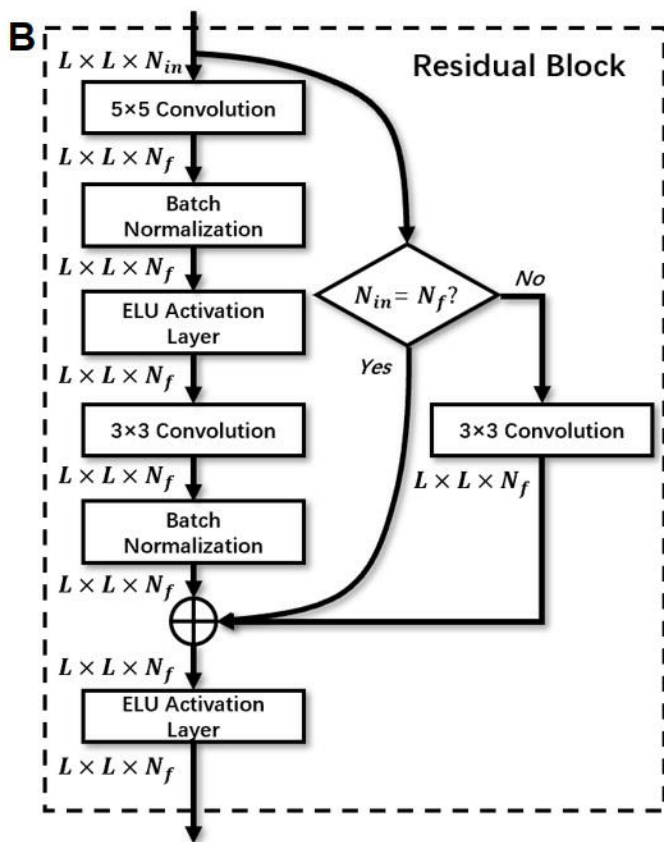 B
Residual Block
L × L × N_in
5×5 Convolution
L × L × N_f
Batch
Normalization
L × L × N_f
ELU Activation
Layer
L × L × N_f
3×3 Convolution
L × L × N_f
Batch
Normalization
L × L × N_f
L × L × N_f
ELU Activation
Layer
L × L × N_f
N_in = N_f?
No
Yes
3×3 Convolution
L × L × N_f